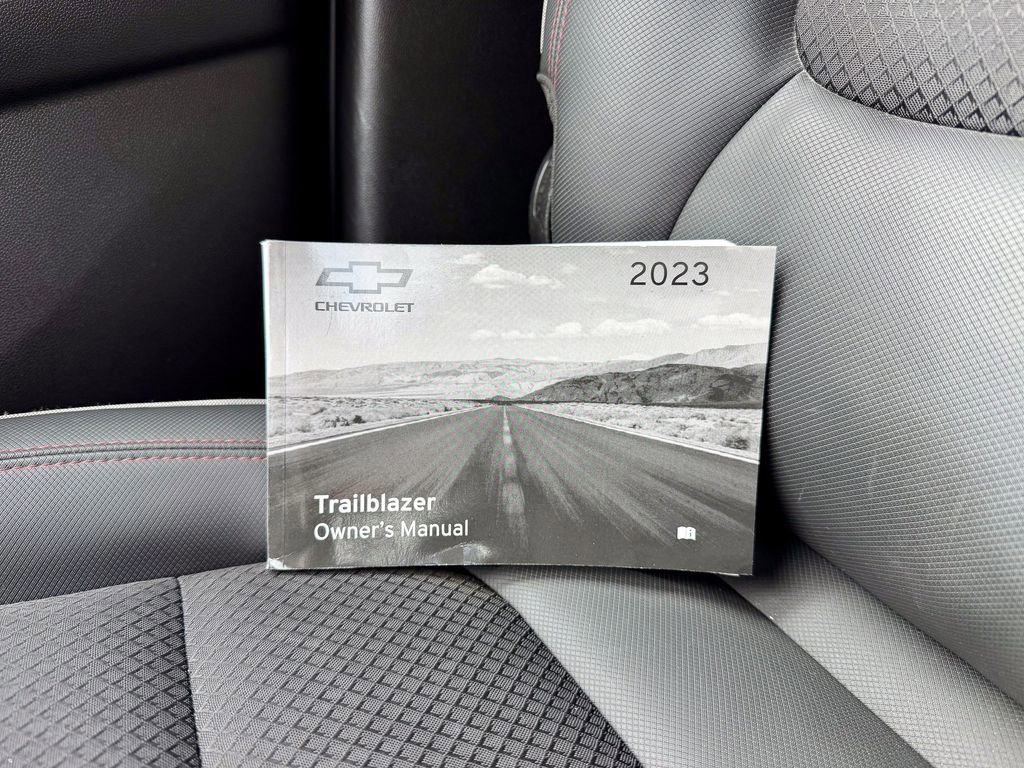 CHEVROLET
2023
Trailblazer
Owner's Manual